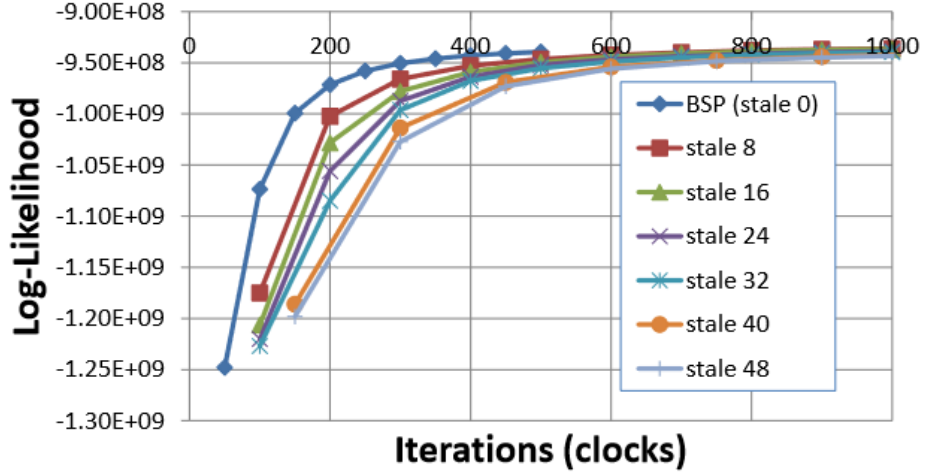 -9.00E+08
0 200 400 600 800 1000
-9.50E+08
-1.00E+09
-1.05E+09
-1.10E+09
-1.15E+09
-1.20E+09
-1.25E+09
-1.30E+09
Log-Likelihood
BSP (stale 0)
stale 8
stale 16
stale 24
stale 32
stale 40
stale 48
Iterations (clocks)